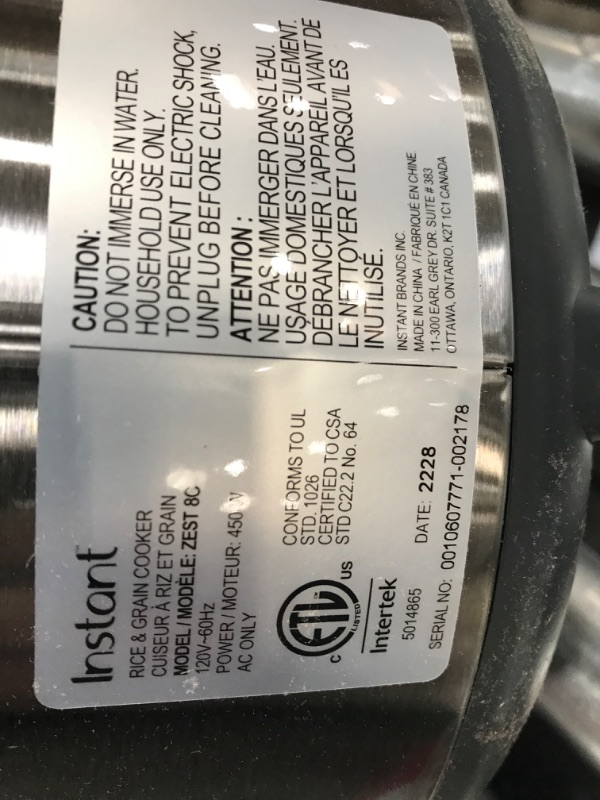 Instant
RICE & GRAIN COOKER
CUISEUR À RIZ ET GRAIN
MODEL / MODÈLE: ZEST 8C
120V~60Hz
POWER / MOTEUR: 450 W
AC ONLY
C ETL LISTED US
CONFORMS TO UL
STD. 1026
CERTIFIED TO CSA
STD C22.2 No. 64
Intertek
5014865
DATE: 2228
SERIAL NO: 0010607771-002178
CAUTION:
DO NOT IMMERSE IN WATER.
HOUSEHOLD USE ONLY.
TO PREVENT ELECTRIC SHOCK,
UNPLUG BEFORE CLEANING.
ATTENTION :
NE PAS IMMERGER DANS L'EAU.
USAGE DOMESTIQUES SEULEMENT.
DÉBRANCHER L'APPAREIL AVANT DE
LE NETTOYER ET LORSQU'IL ES
INUTILISÉ.
INSTANT BRANDS INC.
MADE IN CHINA / FABRIQUÉ EN CHINE
11-300 EARL GREY DR. SUITE # 383
OTTAWA, ONTARIO, K2T 1C1 CANADA